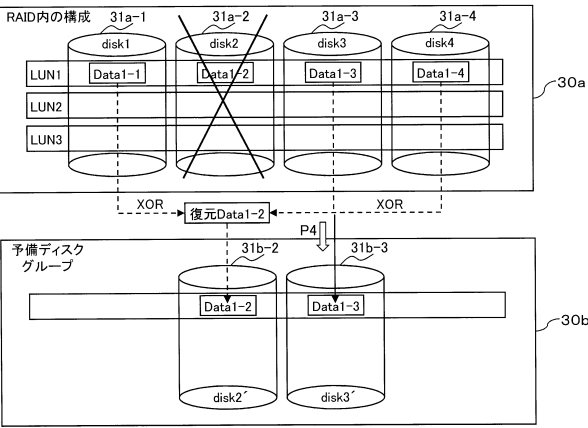 RAID内の構成
31a-1
31a-2
31a-3
31a-4
disk1
disk2
disk3
disk4
LUN1
Data1-1
Data1-2
Data1-3
Data1-4
30a
LUN2
LUN3
XOR
復元Data1-2
XOR
P4
予備ディスク
グループ
31b-2
31b-3
Data1-2
Data1-3
30b
disk2´
disk3´